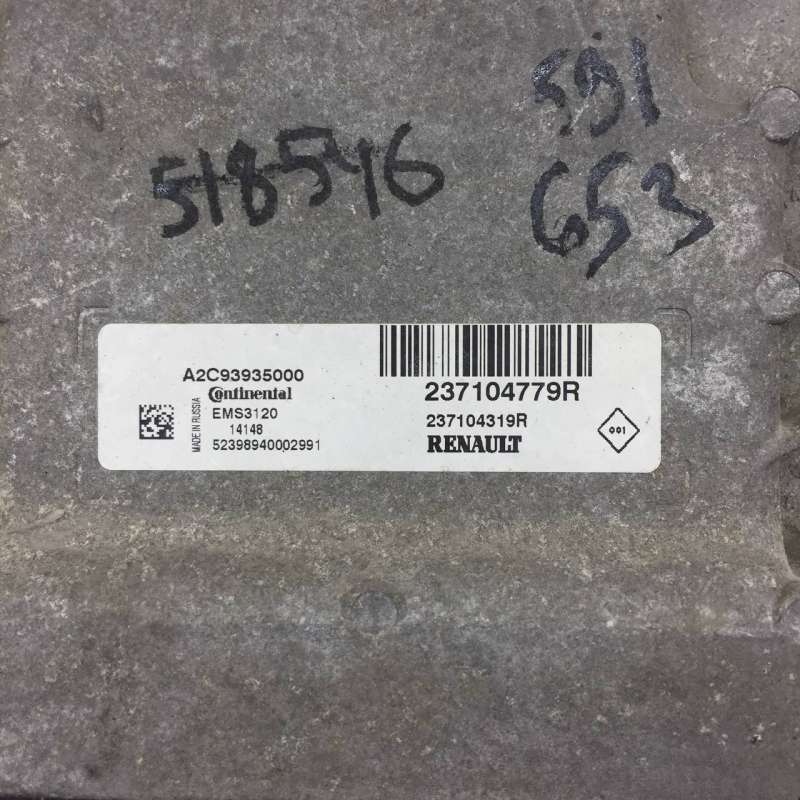 591
518546
653
A2C93935000
Continental
MADE IN RUSSIA
EMS3120
14148
52398940002991
237104779R
237104319R
RENAULT
001